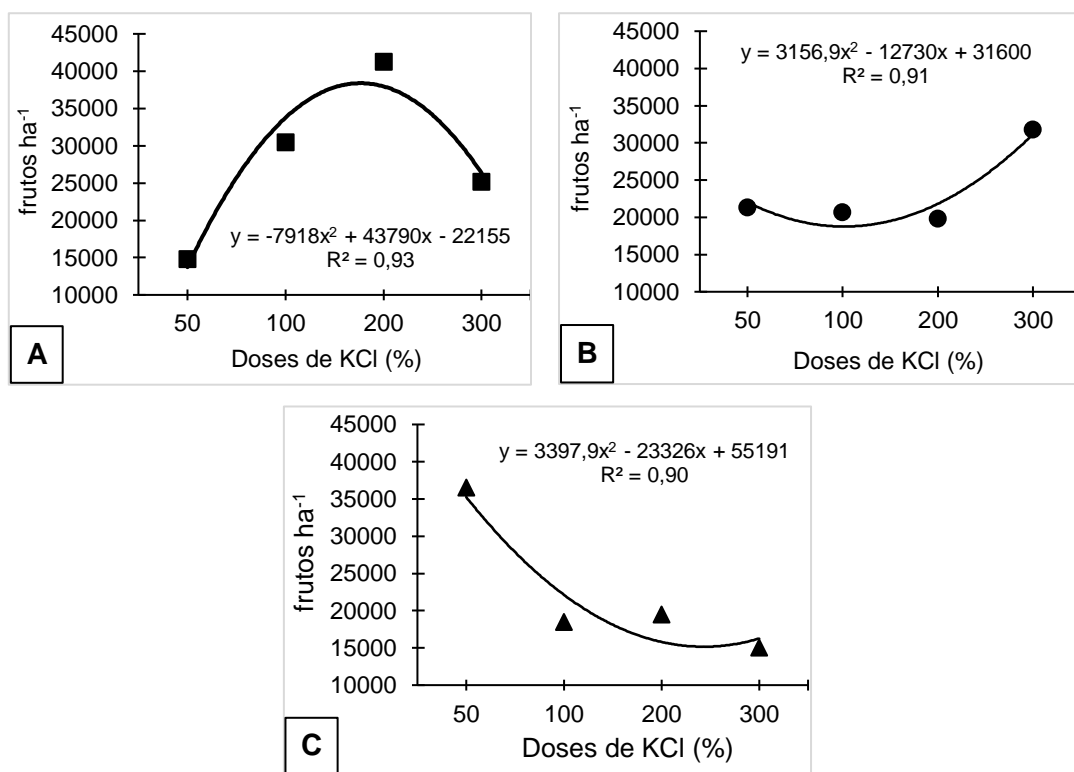 45000
40000
35000
30000
25000
20000
15000
10000
frutos ha⁻¹
y = -7918x² + 43790x - 22155
R² = 0,93
50 100 200 300
Doses de KCl (%)
A
45000
40000
35000
30000
25000
20000
15000
10000
frutos ha⁻¹
y = 3156,9x² - 12730x + 31600
R² = 0,91
50 100 200 300
Doses de KCl (%)
B
45000
40000
35000
30000
25000
20000
15000
10000
frutos ha⁻¹
y = 3397,9x² - 23326x + 55191
R² = 0,90
50 100 200 300
Doses de KCl (%)
C